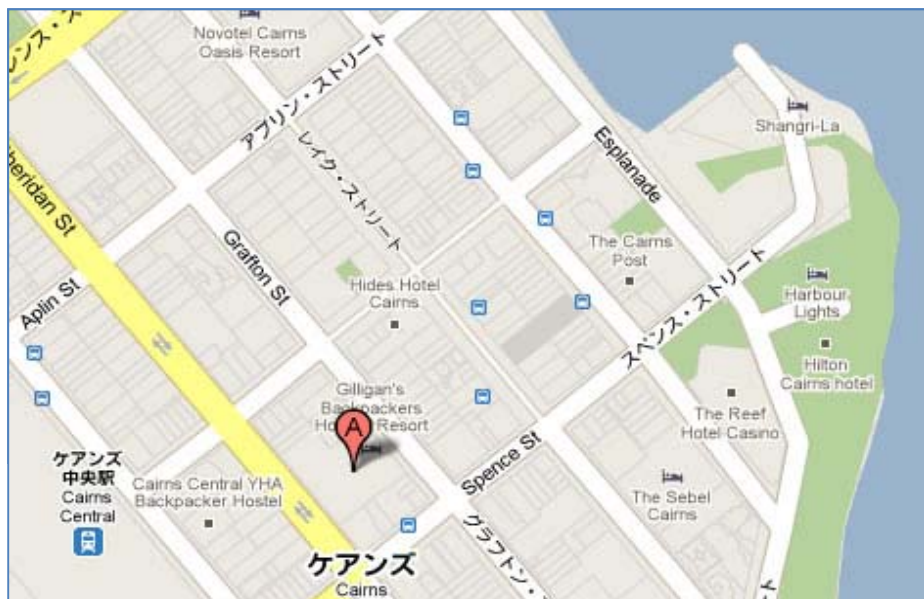 レンス・ス
Novotel Cairns
Oasis Resort
アプリン・ストリート
Shangri-La
レイク・ストリート
Esplanade
heridan St
Grafton St
The Cairns
Post
Aplin St
Hides Hotel
Cairns
スペンス・ストリート
Harbour
Lights
Hilton
Cairns hotel
Gilligan's
Backpackers
Resort
A
The Reef
Hotel Casino
ケアンズ
中央駅
Cairns
Central
Cairns Central YHA
Backpacker Hostel
Spence St
The Sebel
Cairns
グラフトン・
ケアンズ
Cairns